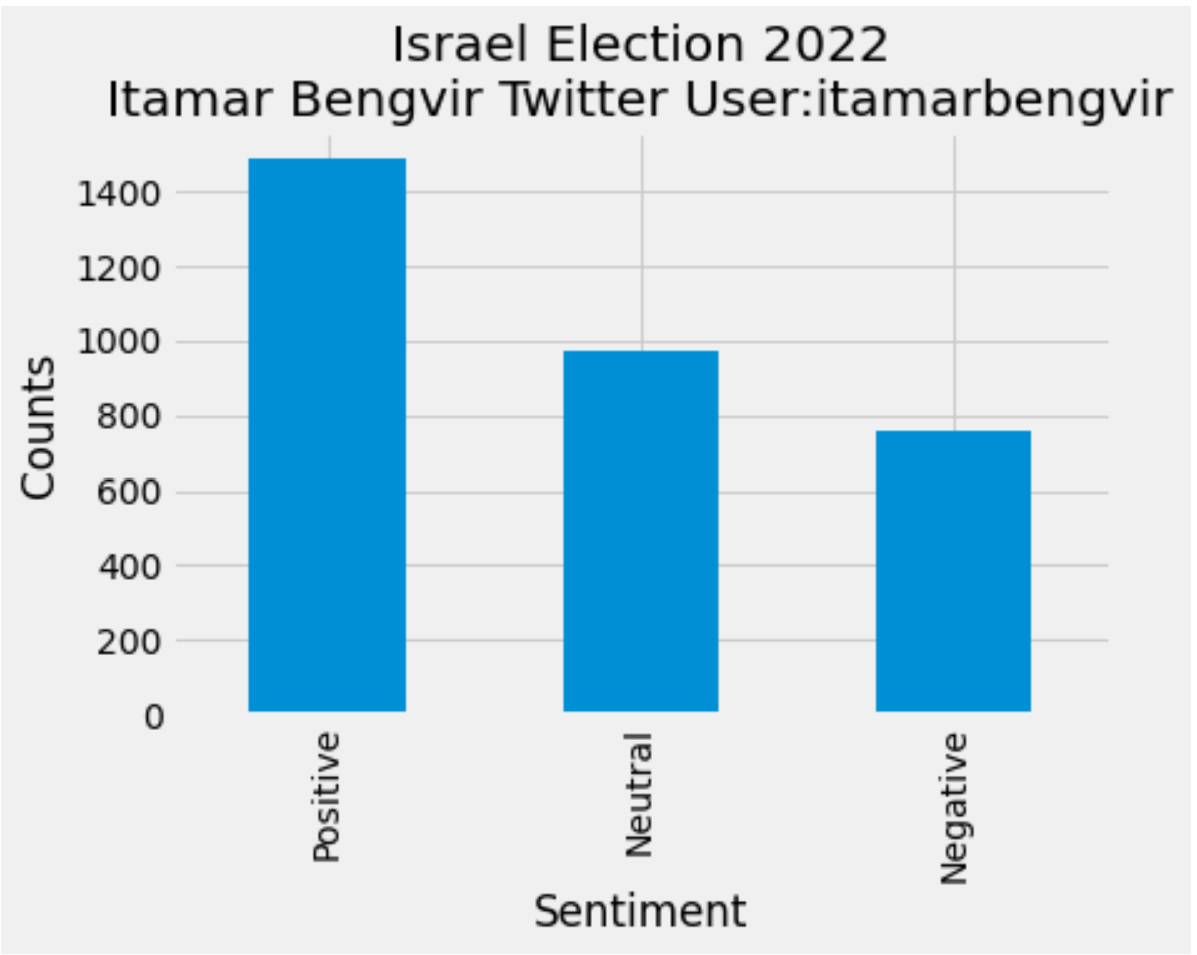 Israel Election 2022
Itamar Bengvir Twitter User:itamarbengvir
Counts
1400
1200
1000
800
600
400
200
0
Positive
Neutral
Negative
Sentiment